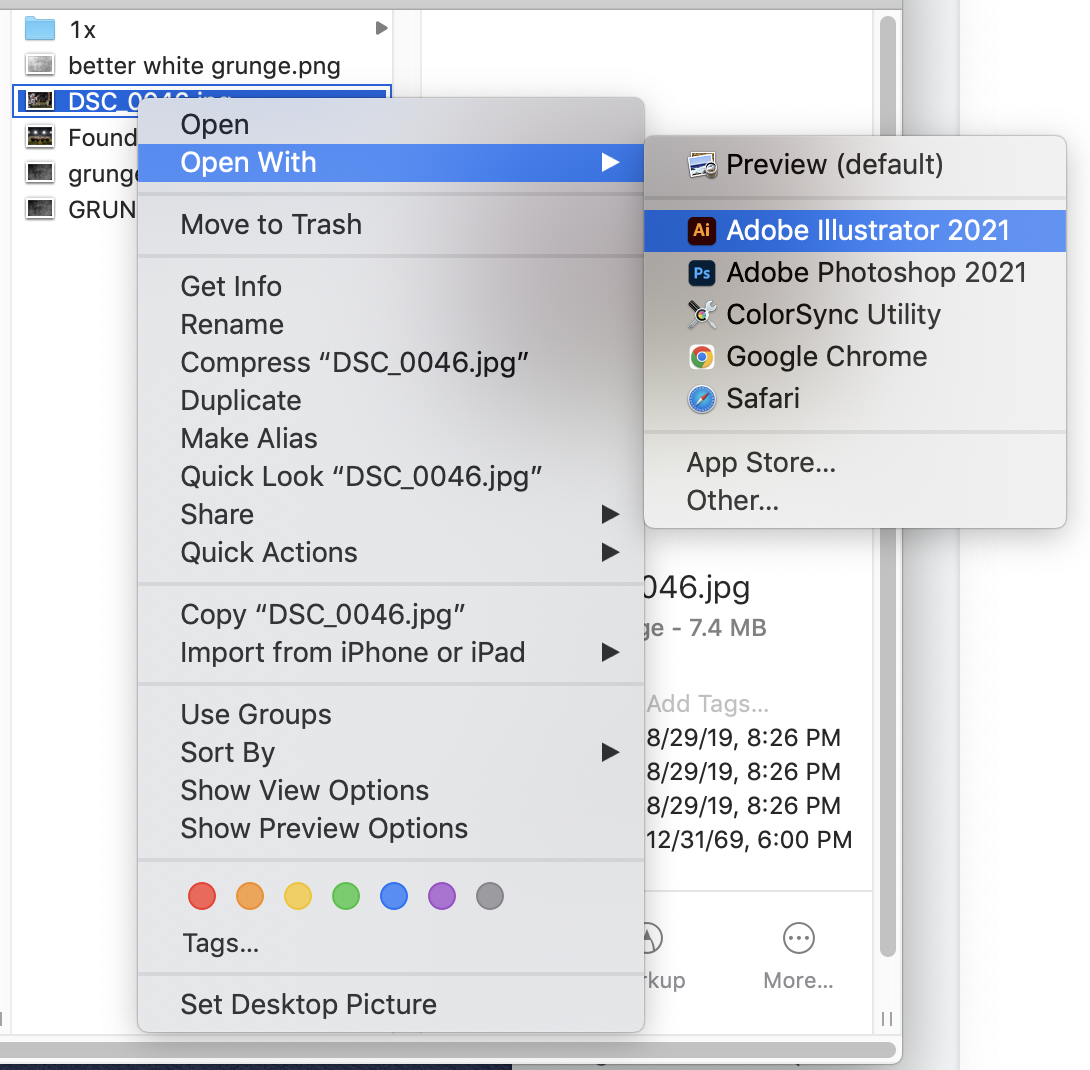 1x
better white grunge.png
DSC_0046.jpg
Found
grunge
GRUN
Open
Open With
Move to Trash
Get Info
Rename
Compress “DSC_0046.jpg”
Duplicate
Make Alias
Quick Look “DSC_0046.jpg”
Share
Quick Actions
Copy “DSC_0046.jpg”
Import from iPhone or iPad
Use Groups
Sort By
Show View Options
Show Preview Options
Tags...
Set Desktop Picture
Preview (default)
Ai Adobe Illustrator 2021
Ps Adobe Photoshop 2021
ColorSync Utility
Google Chrome
Safari
App Store...
Other...
046.jpg
ge - 7.4 MB
Add Tags...
8/29/19, 8:26 PM
8/29/19, 8:26 PM
8/29/19, 8:26 PM
12/31/69, 6:00 PM
rkup
More...